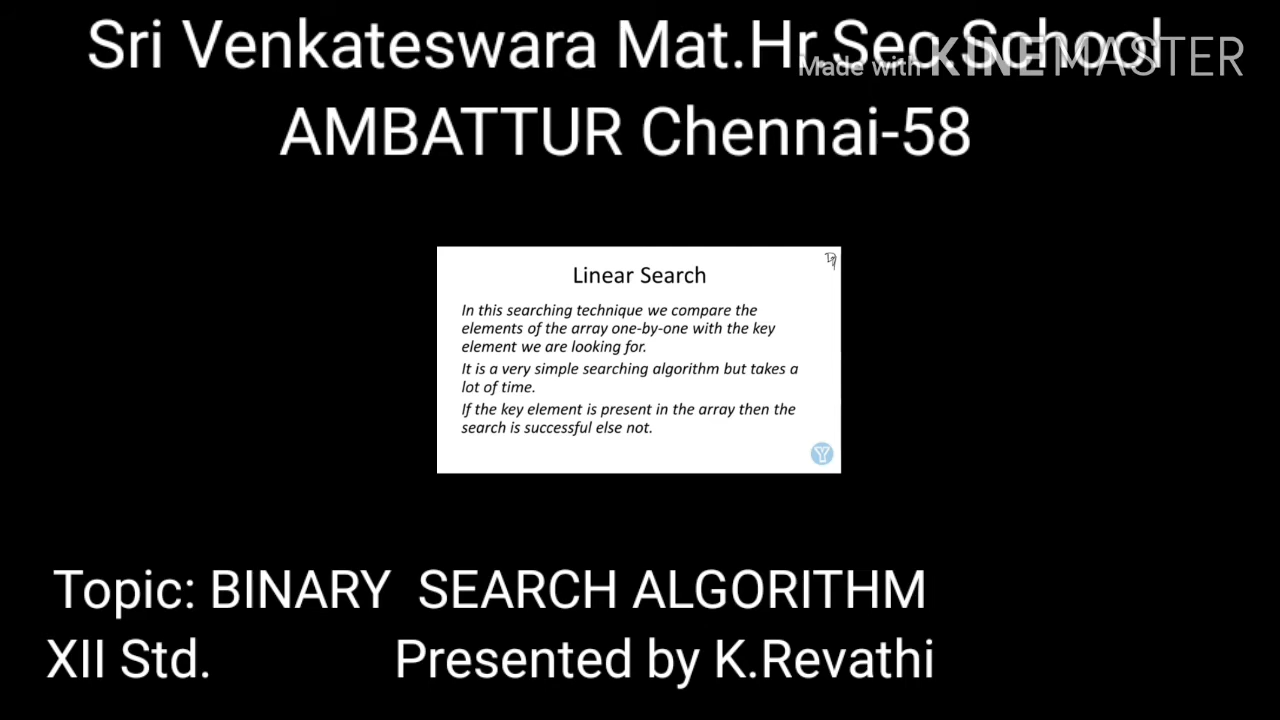 Sri Venkateswara Mat.Hr.Sec.School
Made with KINEMASTER
AMBATTUR Chennai-58
Linear Search
In this searching technique we compare the
elements of the array one-by-one with the key
element we are looking for.
It is a very simple searching algorithm but takes a
lot of time.
If the key element is present in the array then the
search is successful else not.
Y
Topic: BINARY SEARCH ALGORITHM
XII Std. Presented by K.Revathi